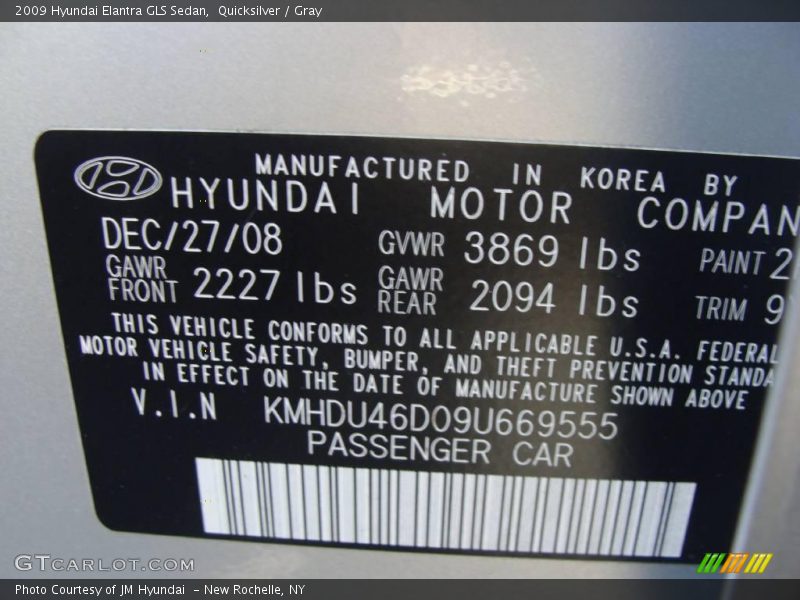 2009 Hyundai Elantra GLS Sedan, Quicksilver / Gray
MANUFACTURED IN KOREA BY
HYUNDAI MOTOR COMPAN
DEC/27/08 GVWR 3869 lbs PAINT 2
GAWR FRONT 2227 lbs GAWR REAR 2094 lbs TRIM 9
THIS VEHICLE CONFORMS TO ALL APPLICABLE U.S.A. FEDERAL
MOTOR VEHICLE SAFETY, BUMPER, AND THEFT PREVENTION STANDA
IN EFFECT ON THE DATE OF MANUFACTURE SHOWN ABOVE
V.I.N KMHDU46D09U669555
PASSENGER CAR
GTCARLOT.COM
Photo Courtesy of JM Hyundai - New Rochelle, NY